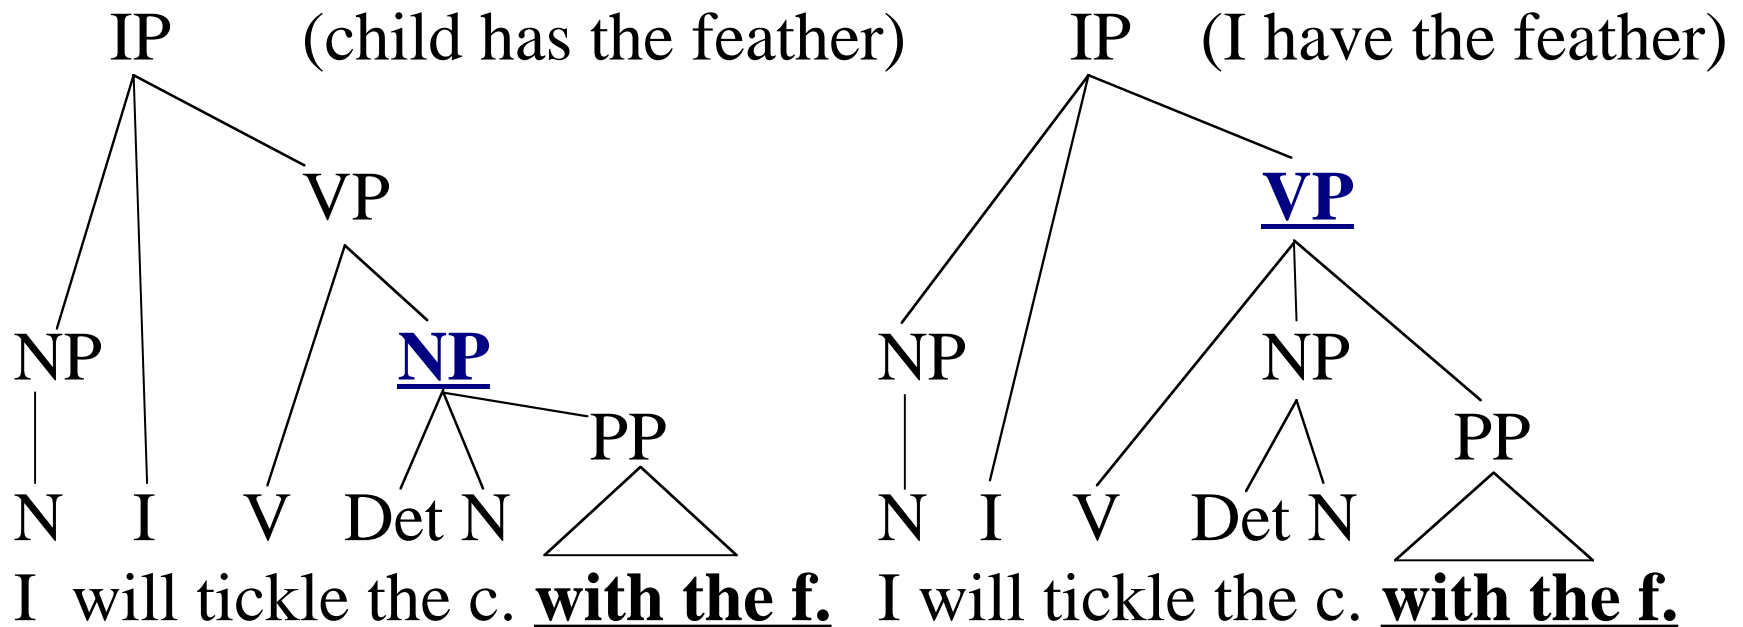 IP (child has the feather) IP (I have the feather)
VP VP
NP NP NP NP
PP PP
N I V Det N N I V Det N
I will tickle the c. with the f. I will tickle the c. with the f.